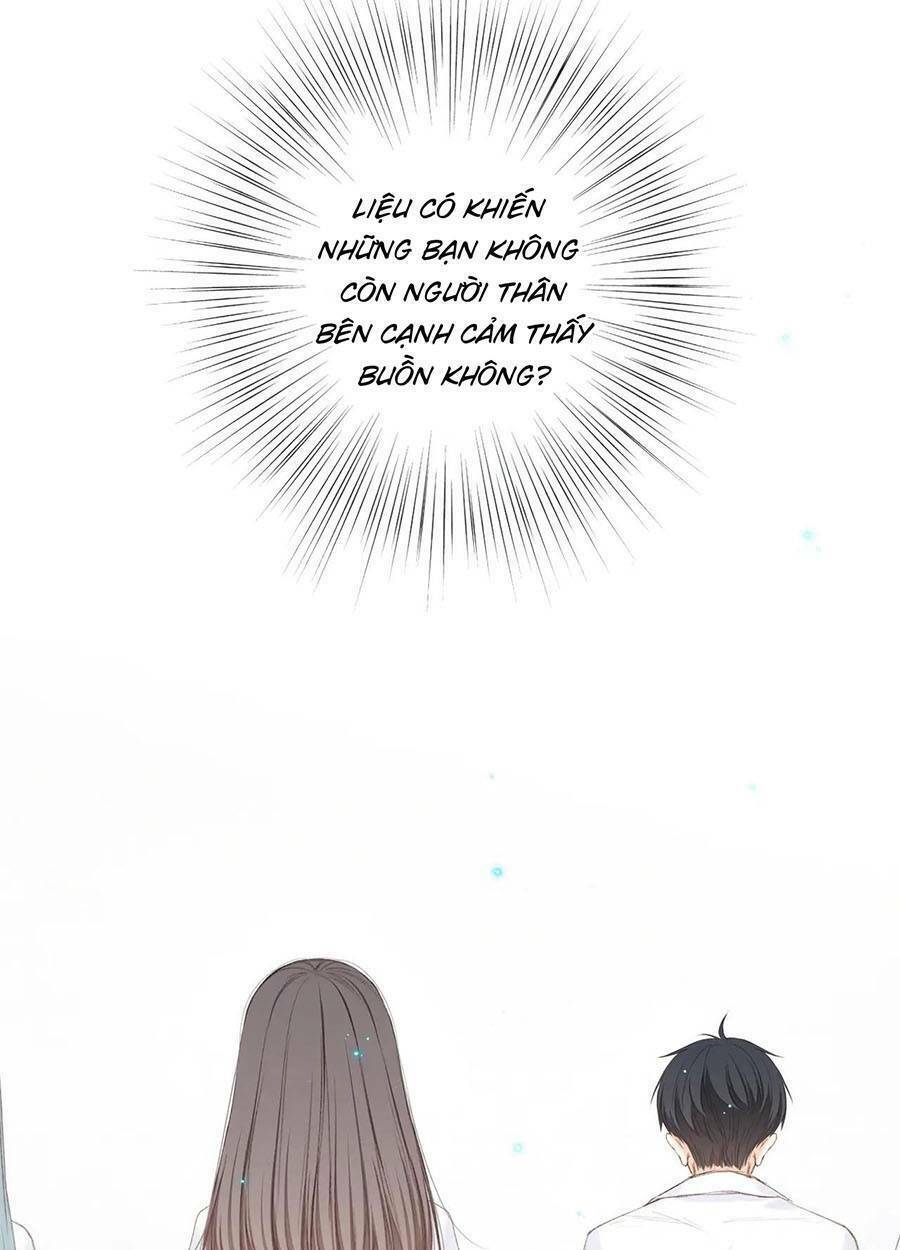 LIỆU CÓ KHIẾN
NHỮNG BẠN KHÔNG
CÒN NGƯỜI THÂN
BÊN CẠNH CẢM THẤY
BUỒN KHÔNG?